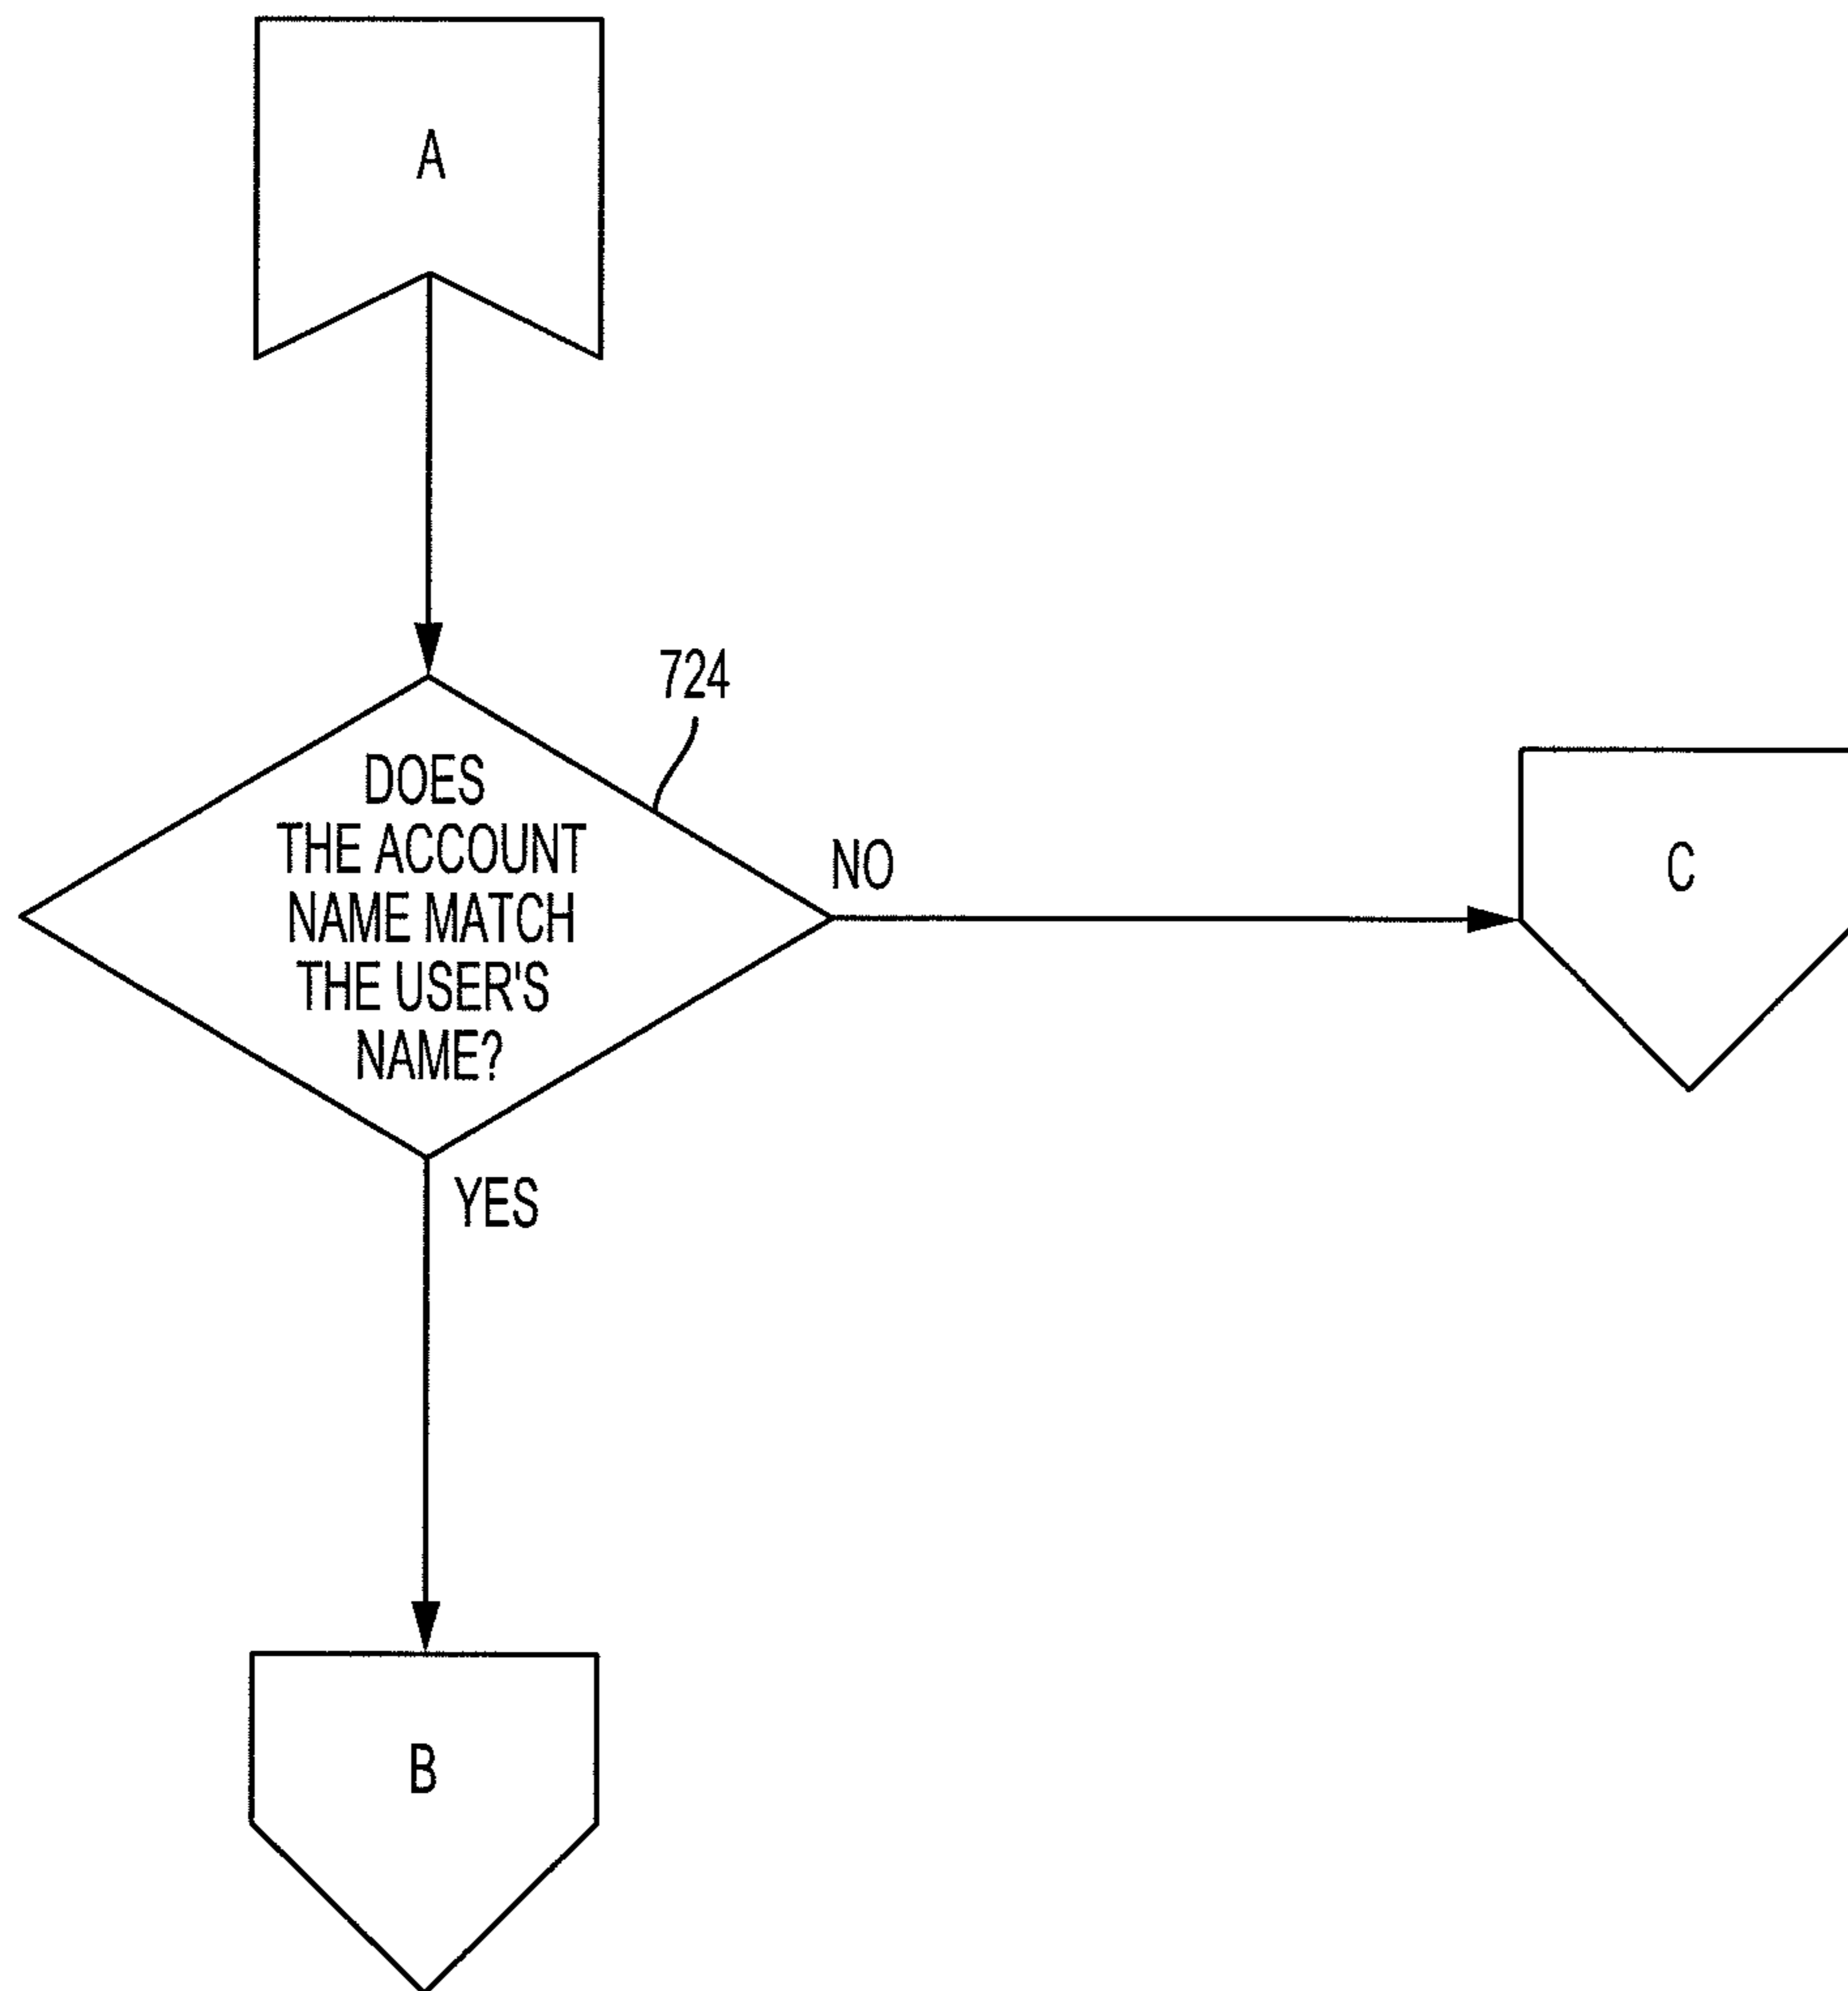 A
724
DOES
THE ACCOUNT
NAME MATCH
THE USER'S
NAME?
NO
C
YES
B